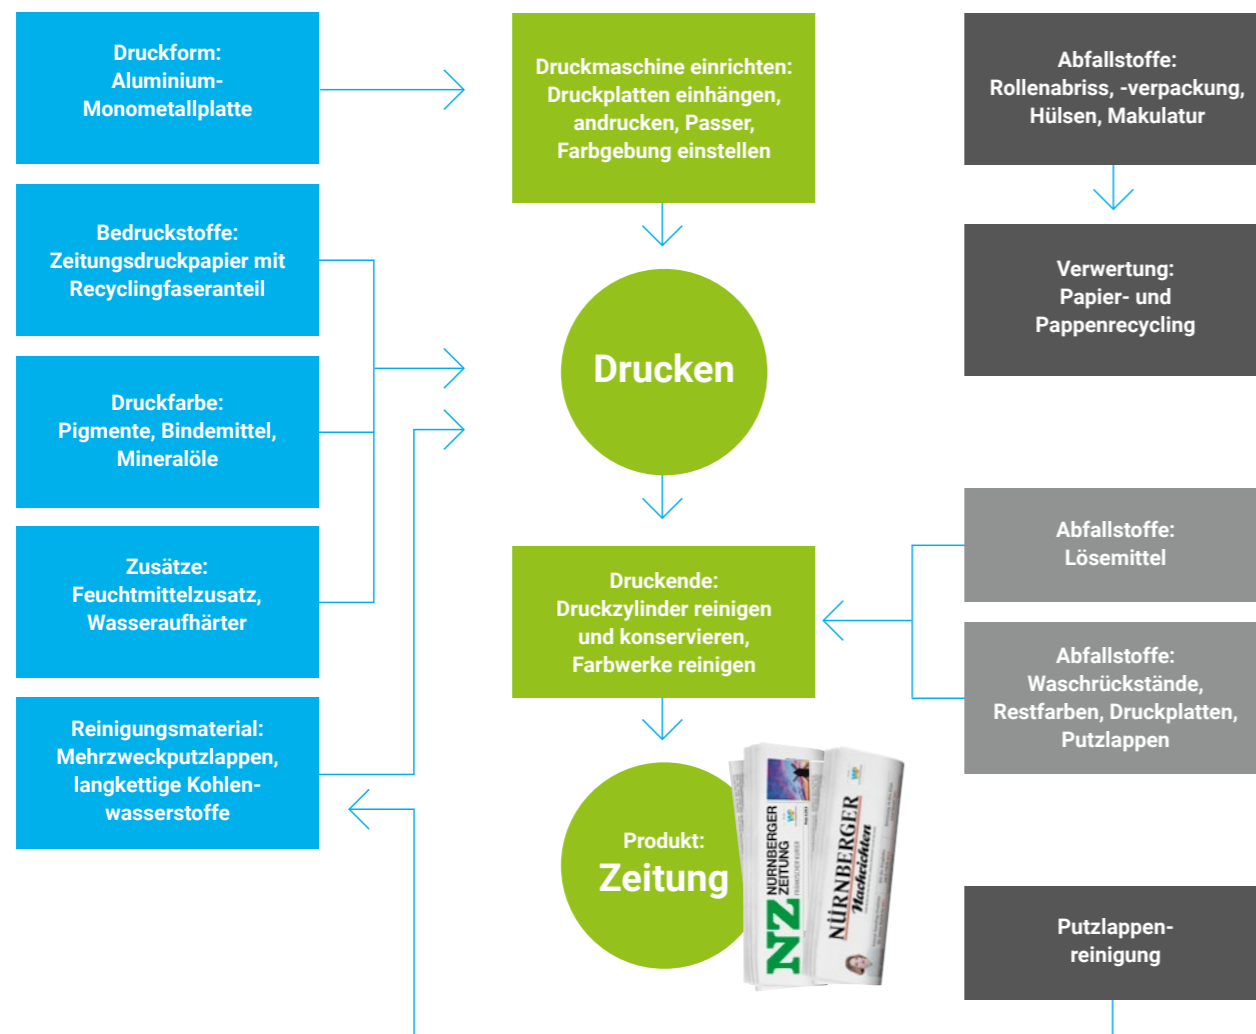 Druckform:
Aluminium-
Monometallplatte
Bedruckstoffe:
Zeitungsdruckpapier mit
Recyclingfaseranteil
Druckfarbe:
Pigmente, Bindemittel,
Mineralöle
Zusätze:
Feuchtmittelzusatz,
Wasseraufhärter
Reinigungsmaterial:
Mehrzweckputzlappen,
langkettige Kohlen-
wasserstoffe
Druckmaschine einrichten:
Druckplatten einhängen,
andrucken, Passer,
Farbgebung einstellen
Drucken
Druckende:
Druckzylinder reinigen
und konservieren,
Farbwerke reinigen
Produkt:
Zeitung
NZ
NÜRNBERGER
ZEITUNG
NÜRNBERGER
Nachrichten
Abfallstoffe:
Rollenabriss, -verpackung,
Hülsen, Makulatur
Verwertung:
Papier- und
Pappenrecycling
Abfallstoffe:
Lösemittel
Abfallstoffe:
Waschrückstände,
Restfarben, Druckplatten,
Putzlappen
Putzlappen-
reinigung